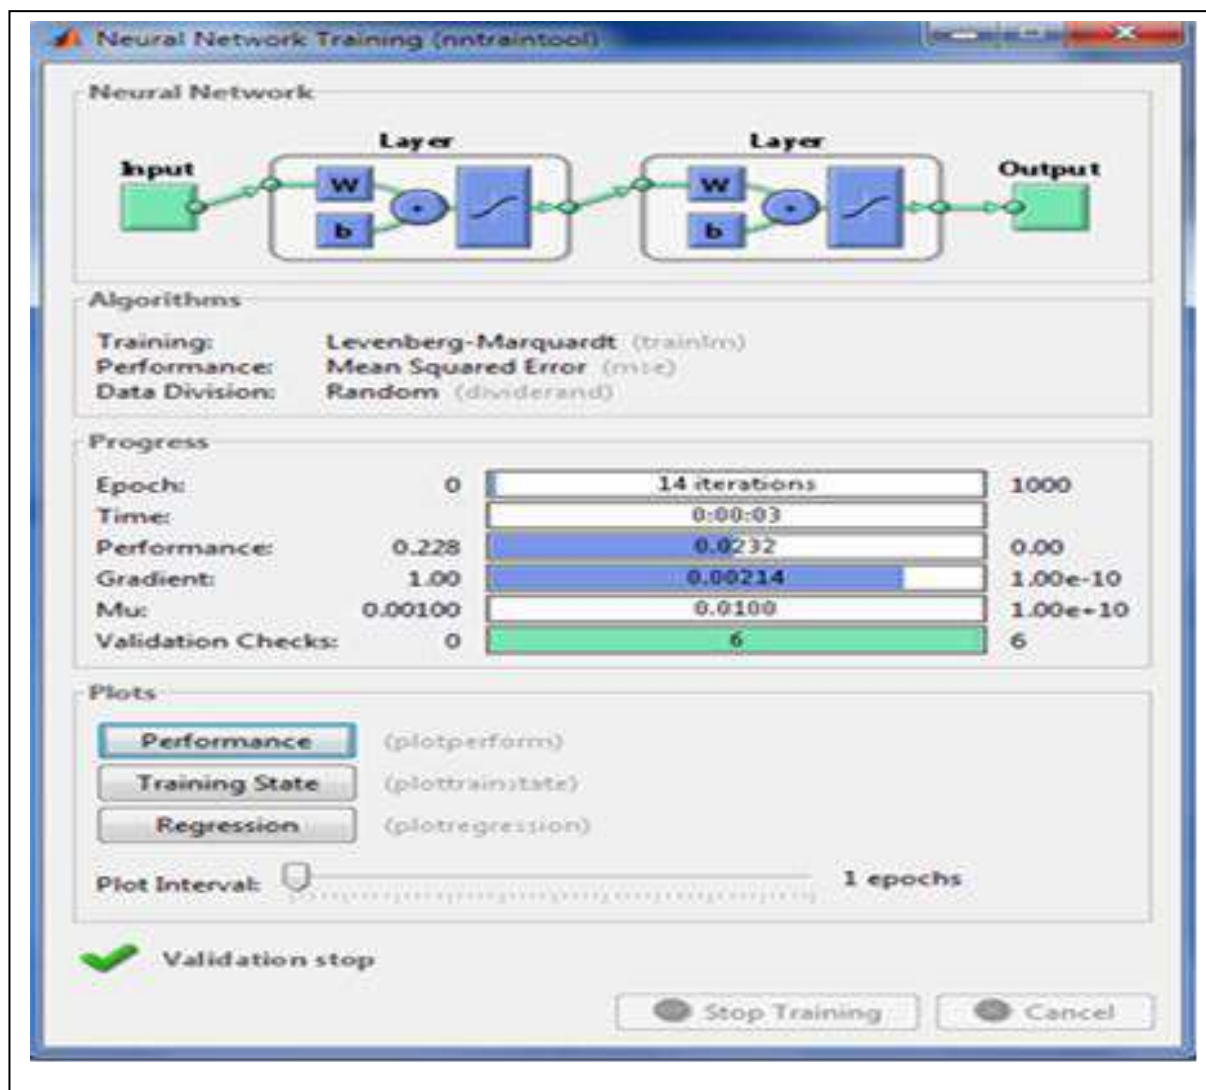 Neural Network Training (nntraintool)
Neural Network
Layer Layer
Input Output
W W
b b
Algorithms
Training: Levenberg-Marquardt (trainlm)
Performance: Mean Squared Error (mse)
Data Division: Random (dividerand)
Progress
Epoch: 0 14 iterations 1000
Time: 0:00:03
Performance: 0.228 0.0232 0.00
Gradient: 1.00 0.00214 1.00e-10
Mu: 0.00100 0.0100 1.00e+10
Validation Checks: 0 6 6
Plots
Performance (plotperform)
Training State (plottrainstate)
Regression (plotregression)
Plot Interval: 1 epochs
Validation stop
Stop Training Cancel